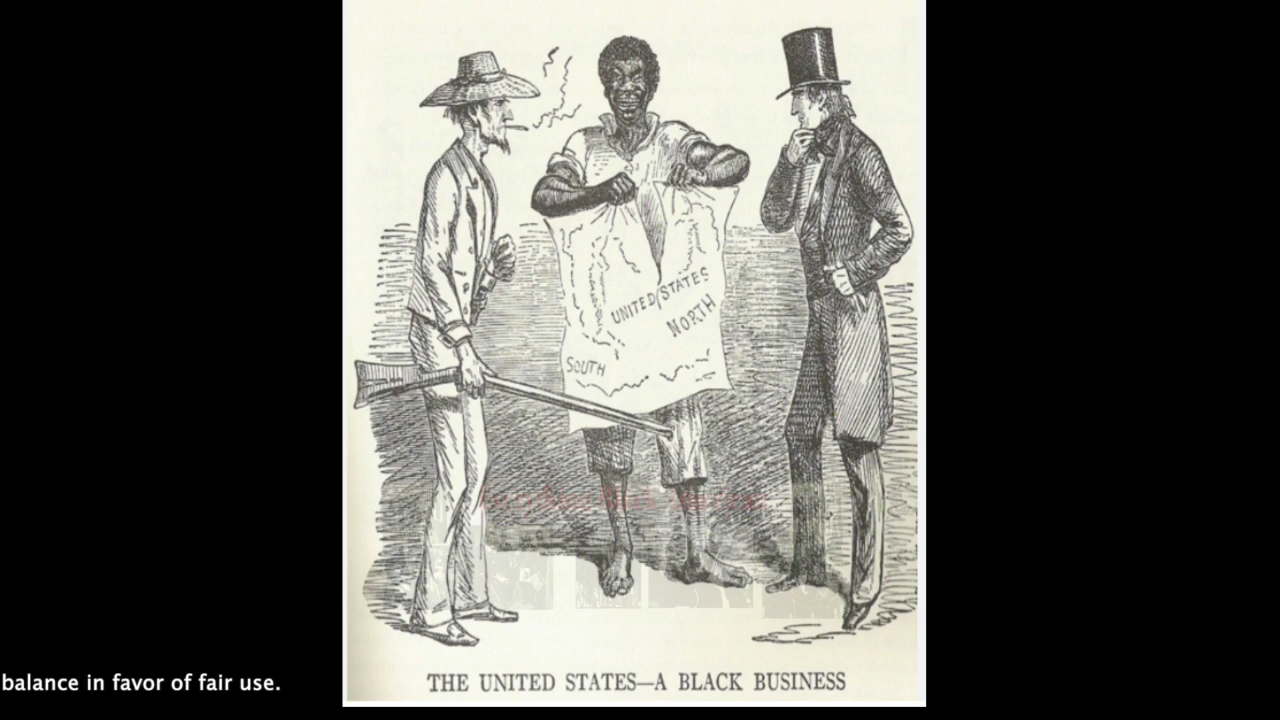 UNITED STATES
NORTH
SOUTH
THE UNITED STATES—A BLACK BUSINESS
balance in favor of fair use.